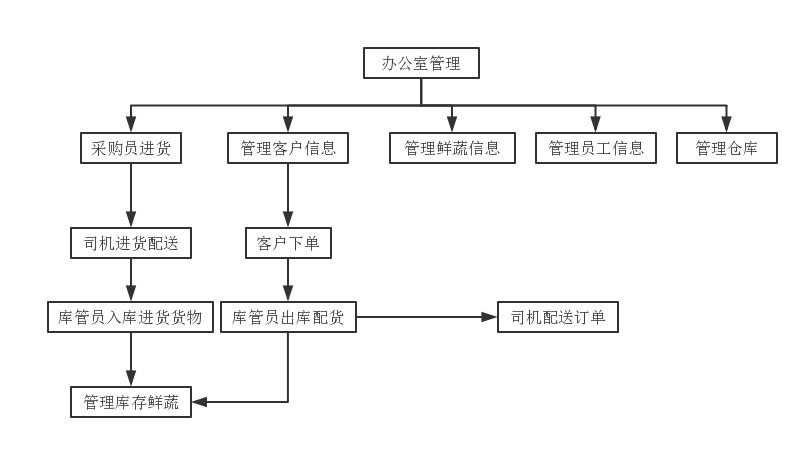 办公室管理
采购员进货
管理客户信息
管理鲜蔬信息
管理员工信息
管理仓库
司机进货配送
客户下单
库管员入库进货货物
库管员出库配货
司机配送订单
管理库存鲜蔬